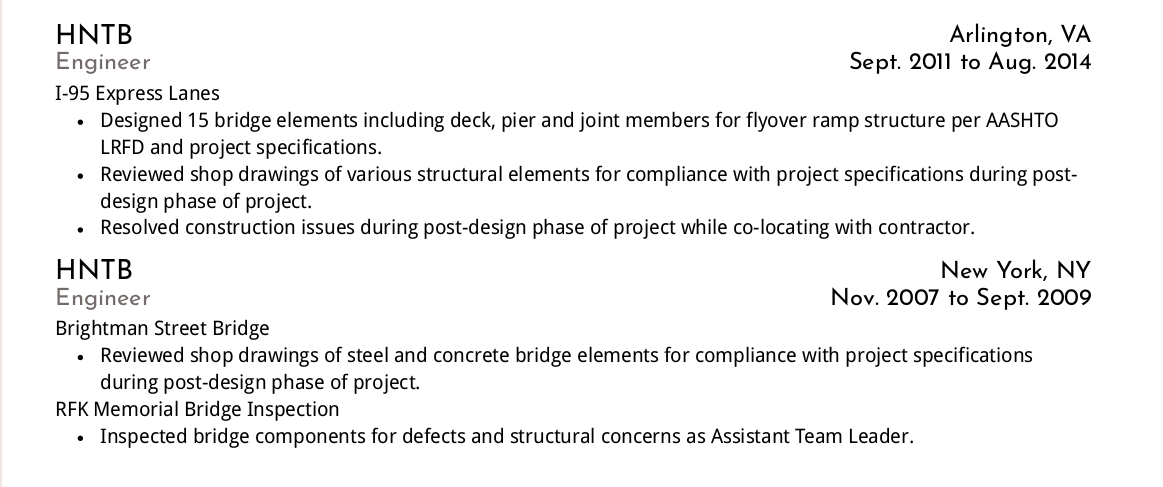 HNTB Arlington, VA
Engineer Sept. 2011 to Aug. 2014
I-95 Express Lanes
• Designed 15 bridge elements including deck, pier and joint members for flyover ramp structure per AASHTO
LRFD and project specifications.
• Reviewed shop drawings of various structural elements for compliance with project specifications during post-
design phase of project.
• Resolved construction issues during post-design phase of project while co-locating with contractor.
HNTB New York, NY
Engineer Nov. 2007 to Sept. 2009
Brightman Street Bridge
• Reviewed shop drawings of steel and concrete bridge elements for compliance with project specifications
during post-design phase of project.
RFK Memorial Bridge Inspection
• Inspected bridge components for defects and structural concerns as Assistant Team Leader.